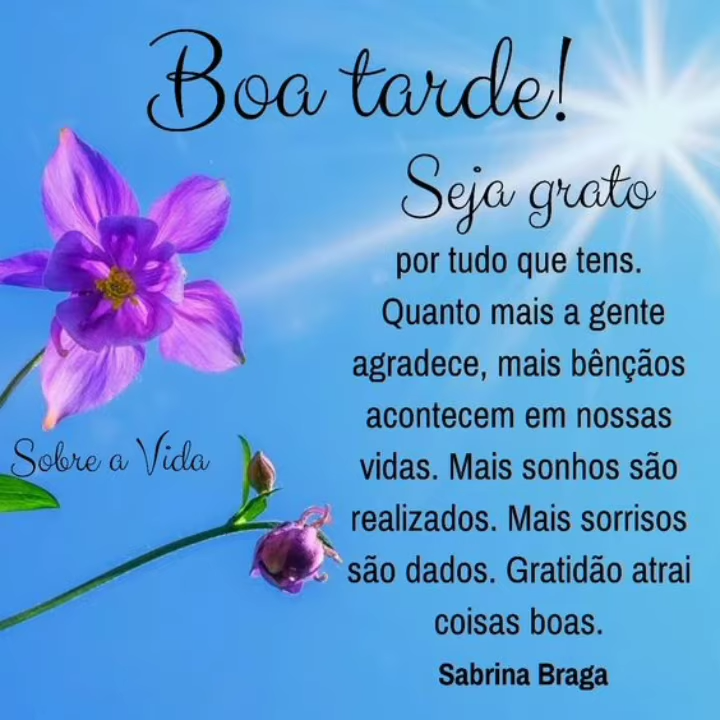 Boa tarde!
Seja grato
por tudo que tens.
Quanto mais a gente
agradece, mais bênçãos
acontecem em nossas
vidas. Mais sonhos são
realizados. Mais sorrisos
são dados. Gratidão atrai
coisas boas.
Sabrina Braga
Sobre a Vida